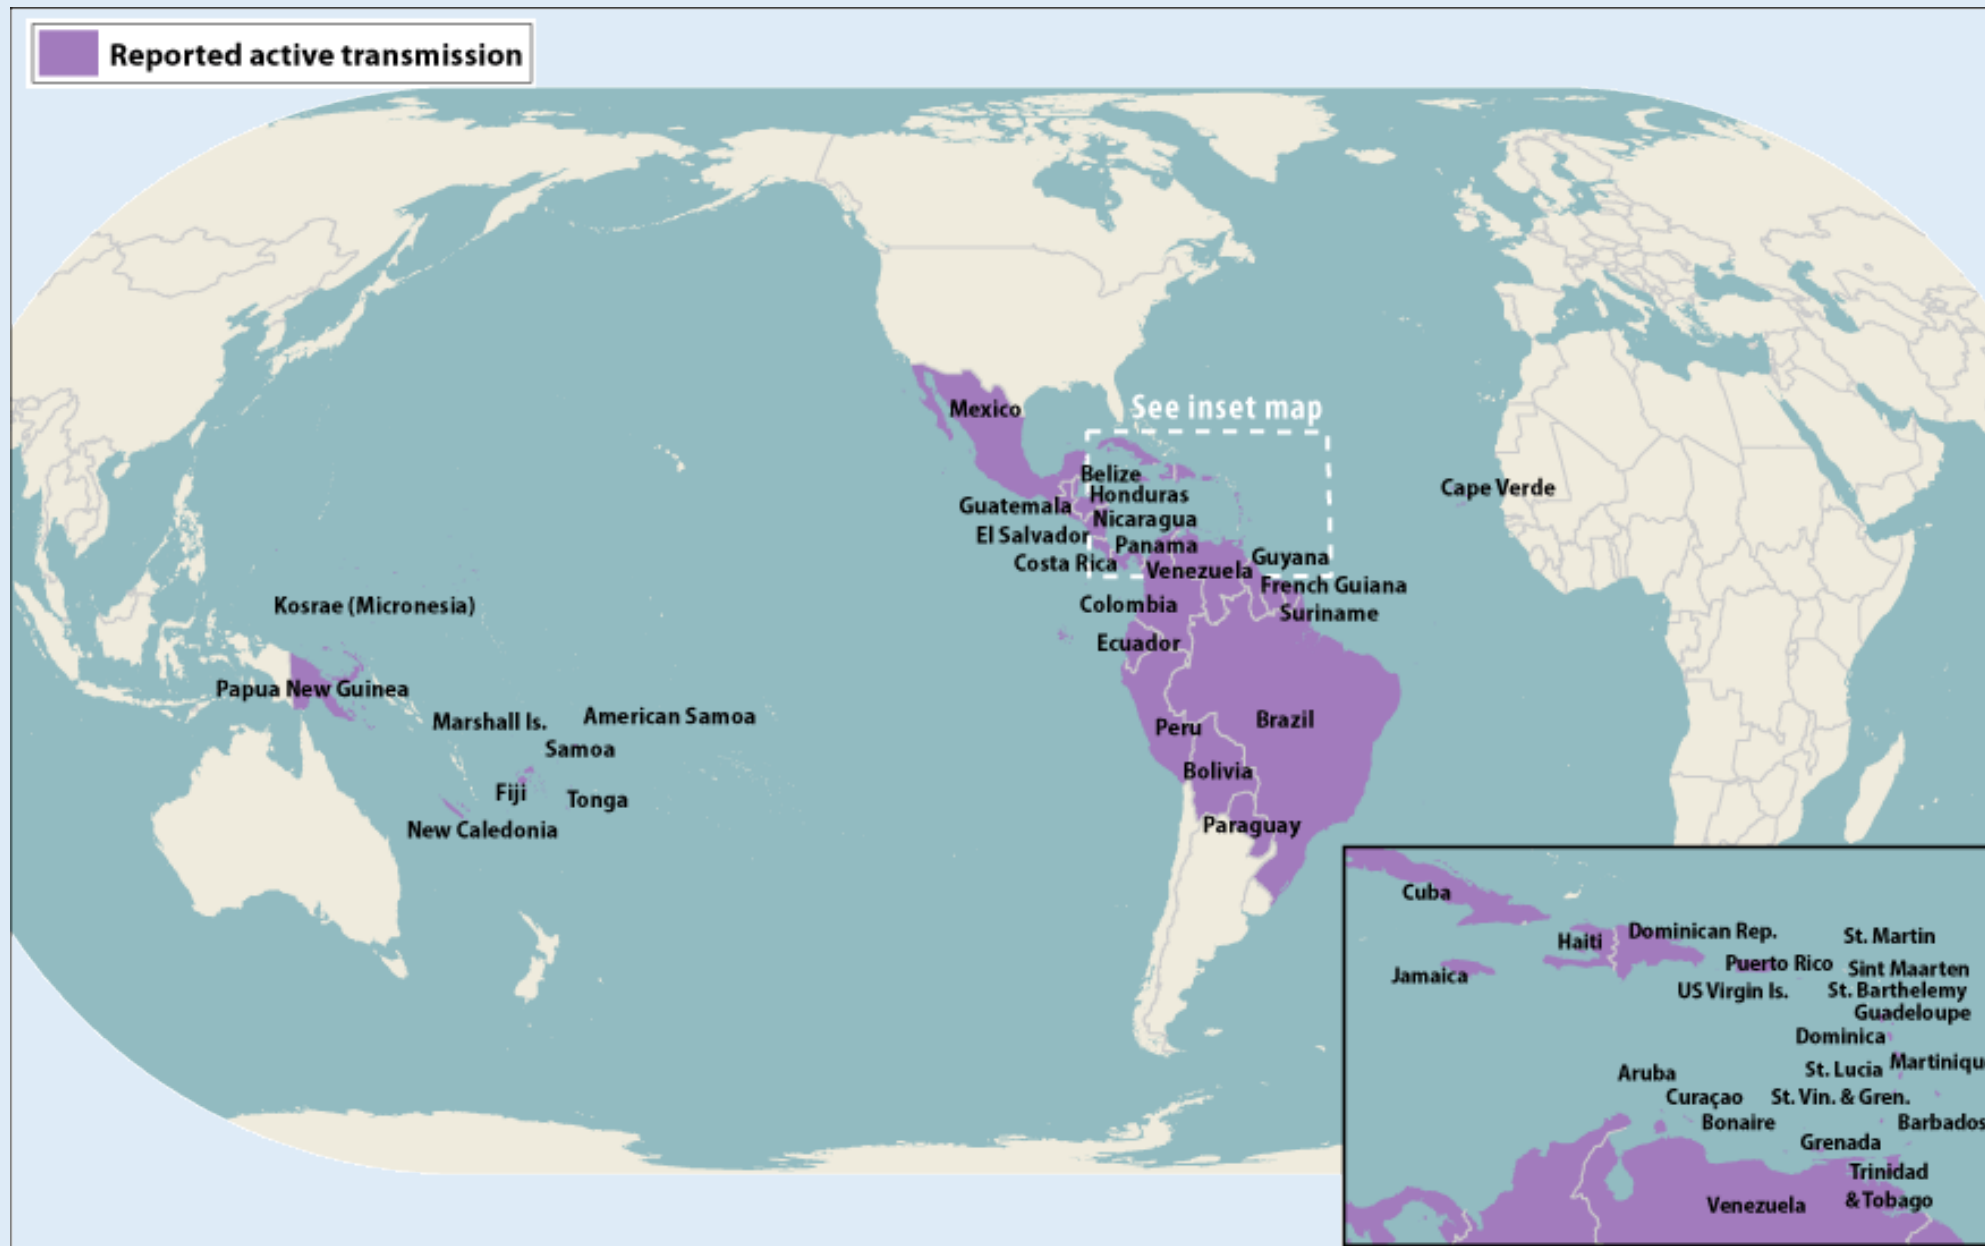 Reported active transmission
See inset map
Mexico
Belize
Honduras
Guatemala
Nicaragua
El Salvador
Panama
Costa Rica
Venezuela
Guyana
French Guiana
Suriname
Colombia
Ecuador
Peru
Brazil
Bolivia
Paraguay
Cape Verde
Kosrae (Micronesia)
Papua New Guinea
Marshall Is.
American Samoa
Samoa
Fiji
Tonga
New Caledonia
Cuba
Haiti
Dominican Rep.
St. Martin
Jamaica
Puerto Rico
Sint Maarten
US Virgin Is.
St. Barthelemy
Guadeloupe
Dominica
St. Lucia
Martiniqu
Aruba
Curaçao
St. Vin. & Gren.
Bonaire
Barbados
Grenada
Trinidad
& Tobago
Venezuela